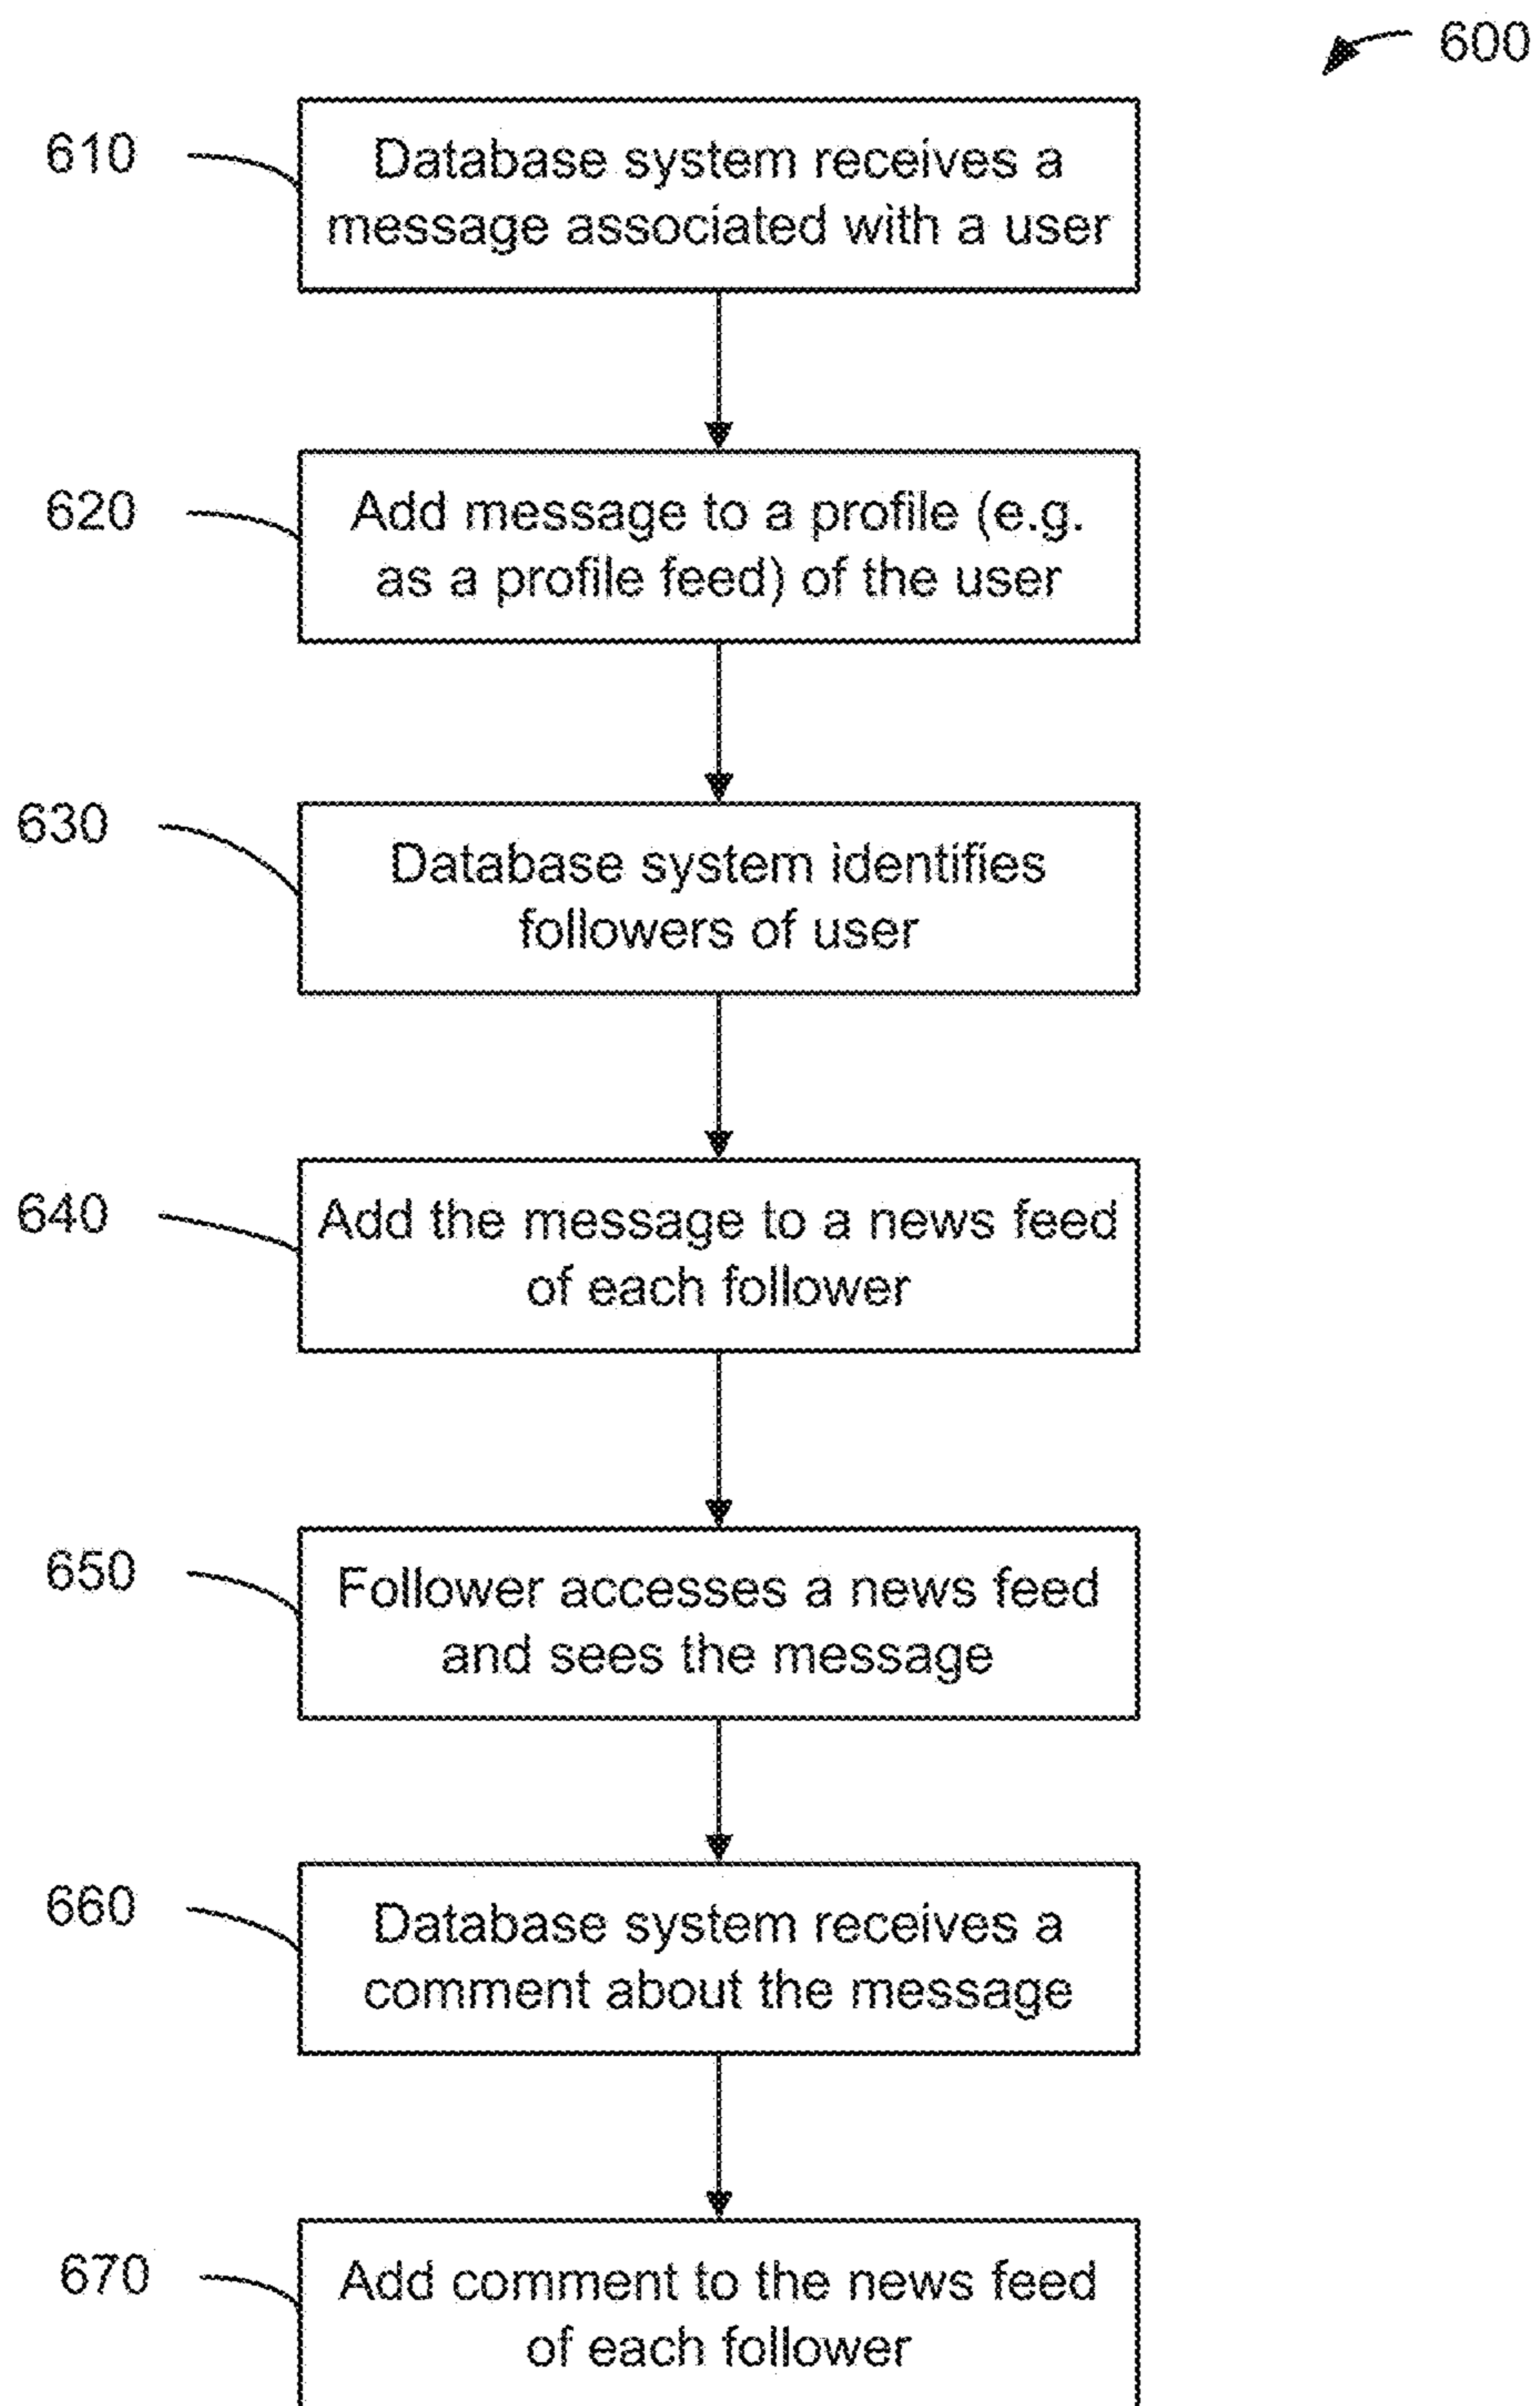 600
610
Database system receives a
message associated with a user
620
Add message to a profile (e.g.
as a profile feed) of the user
630
Database system identifies
followers of user
640
Add the message to a news feed
of each follower
650
Follower accesses a news feed
and sees the message
660
Database system receives a
comment about the message
670
Add comment to the news feed
of each follower